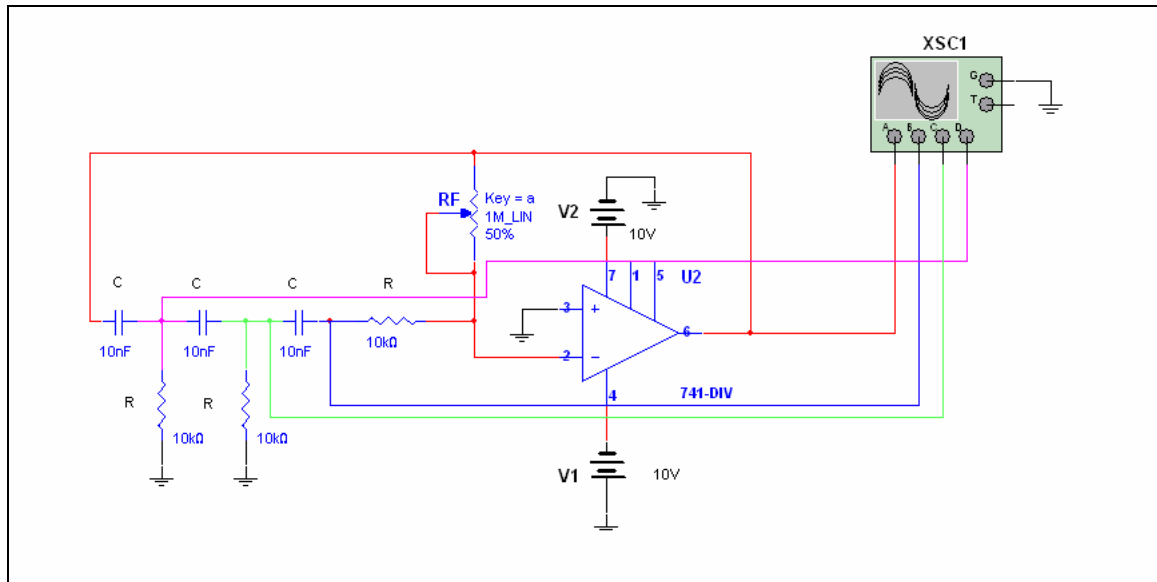 XSC1
G
T
A B C D
RF
Key = a
1M_LIN
50%
V2
10V
7 1 5 U2
C C C R
3 +
6
10nF 10nF 10nF 10kΩ
2 −
4
741-DIV
R R
10kΩ 10kΩ
V1 10V